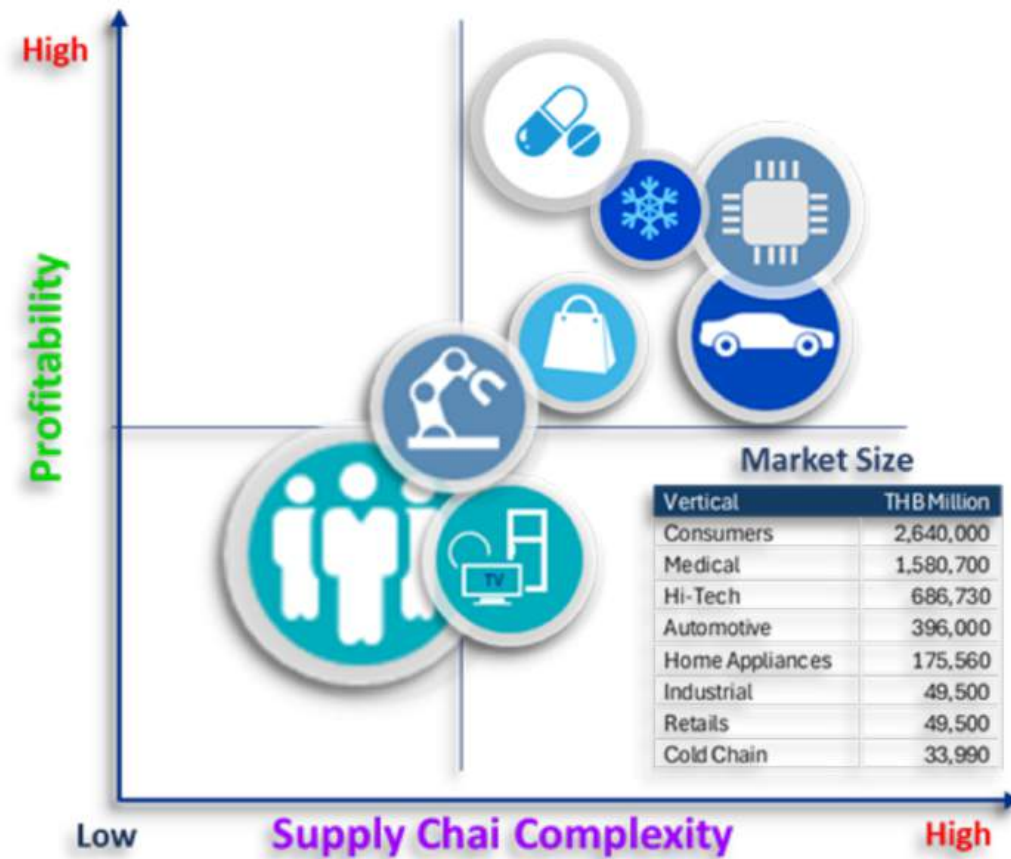 High
Profitability
TV
Market Size
Vertical THB Million
Consumers 2,640,000
Medical 1,580,700
Hi-Tech 686,730
Automotive 396,000
Home Appliances 175,560
Industrial 49,500
Retails 49,500
Cold Chain 33,990
Low Supply Chai Complexity High